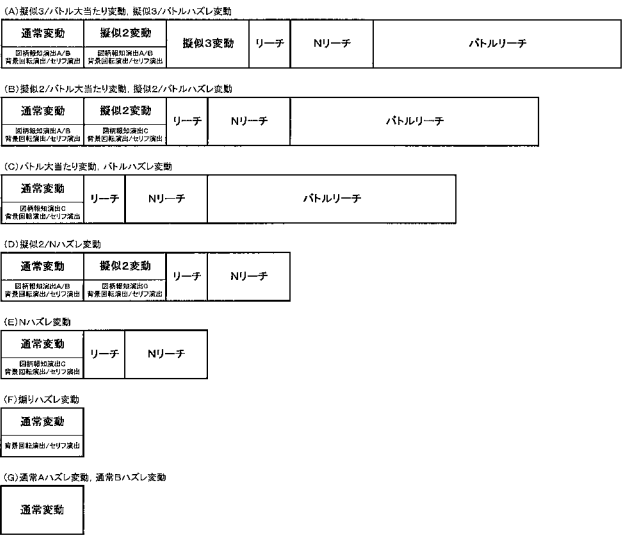 (A)擬似3/バトル大当たり変動, 擬似3/バトルハズレ変動
通常変動 擬似2変動 擬似3変動 リーチ Nリーチ バトルリーチ
図柄報知演出A/B 図柄報知演出A/B
背景回転演出/セリフ演出 背景回転演出/セリフ演出
(B)擬似2/バトル大当たり変動, 擬似2/バトルハズレ変動
通常変動 擬似2変動 リーチ Nリーチ バトルリーチ
図柄報知演出A/B 図柄報知演出C
背景回転演出/セリフ演出 背景回転演出/セリフ演出
(C)バトル大当たり変動, バトルハズレ変動
通常変動 リーチ Nリーチ バトルリーチ
図柄報知演出C
背景回転演出/セリフ演出
(D)擬似2/Nハズレ変動
通常変動 擬似2変動 リーチ Nリーチ
図柄報知演出A/B 図柄報知演出C
背景回転演出/セリフ演出 背景回転演出/セリフ演出
(E)Nハズレ変動
通常変動 リーチ Nリーチ
図柄報知演出C
背景回転演出/セリフ演出
(F)煽りハズレ変動
通常変動
背景回転演出/セリフ演出
(G)通常Aハズレ変動, 通常Bハズレ変動
通常変動